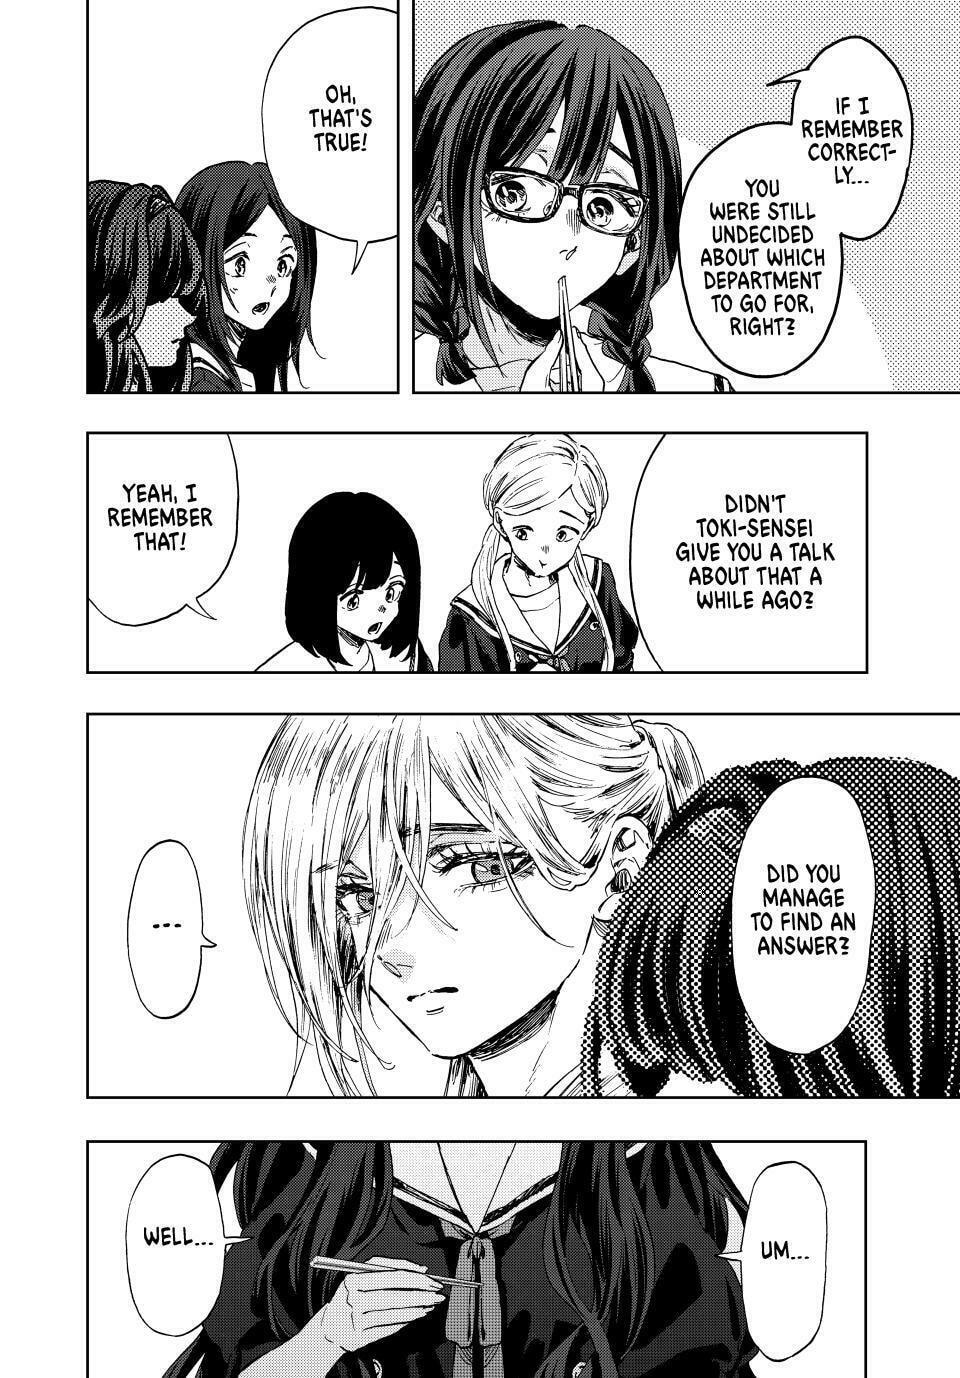 IF I
REMEMBER
CORRECT-
LY...
YOU
WERE STILL
UNDECIDED
ABOUT WHICH
DEPARTMENT
TO GO FOR,
RIGHT?
OH,
THAT'S
TRUE!
DIDN'T
TOKI-SENSEI
GIVE YOU A TALK
ABOUT THAT A
WHILE AGO?
YEAH, I
REMEMBER
THAT!
DID YOU
MANAGE
TO FIND AN
ANSWER?
...
UM...
WELL...